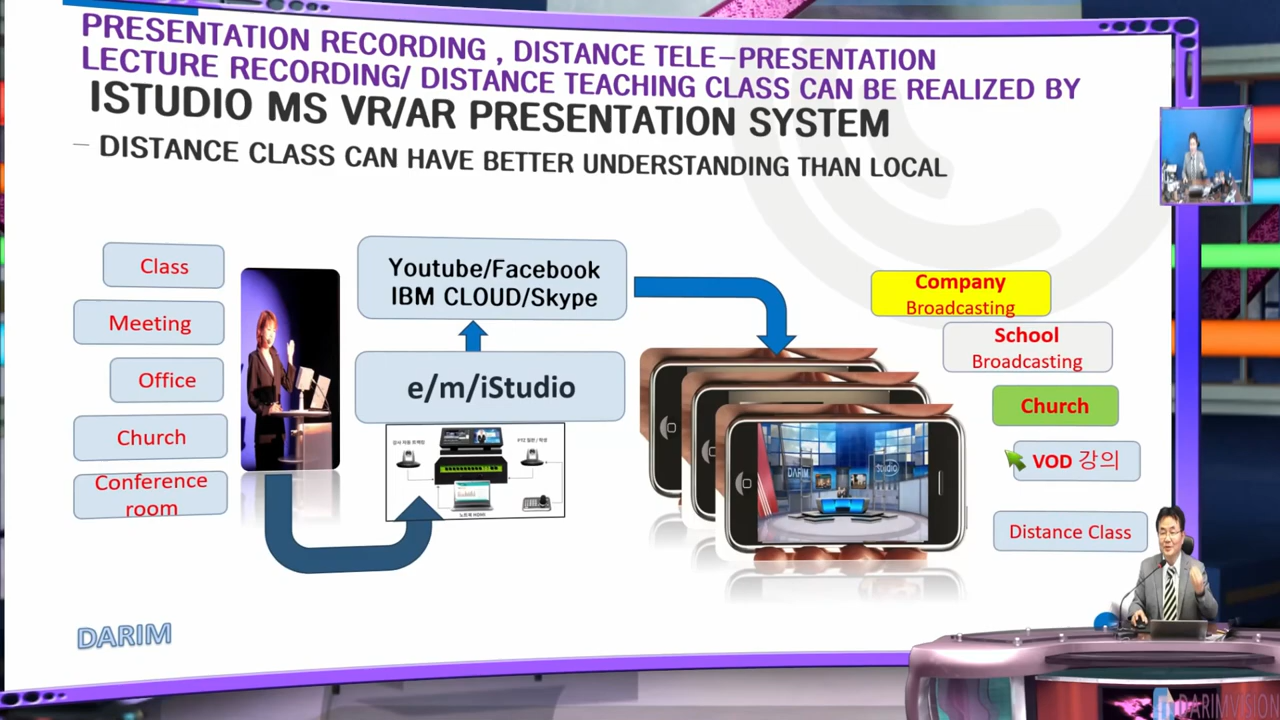 PRESENTATION RECORDING , DISTANCE TELE-PRESENTATION
LECTURE RECORDING/ DISTANCE TEACHING CLASS CAN BE REALIZED BY
ISTUDIO MS VR/AR PRESENTATION SYSTEM
– DISTANCE CLASS CAN HAVE BETTER UNDERSTANDING THAN LOCAL
Class
Meeting
Office
Church
Conference
room
Youtube/Facebook
IBM CLOUD/Skype
e/m/iStudio
DARIM
iStudio
Company
Broadcasting
School
Broadcasting
Church
VOD 강의
Distance Class
DARIM
DARIMVISION